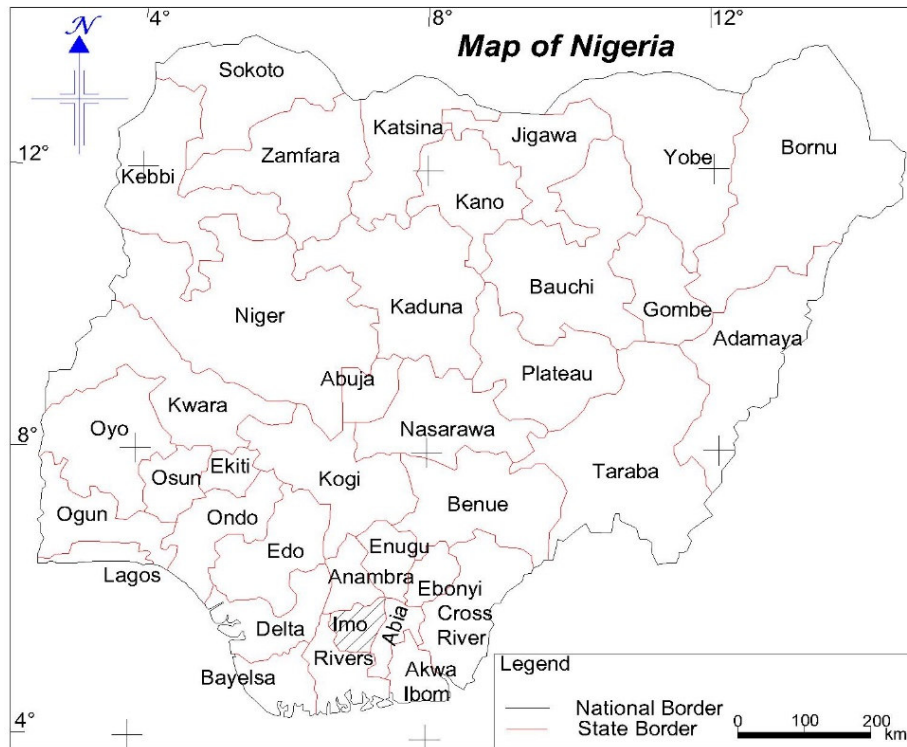 4° 8° 12°
N
Map of Nigeria
Sokoto
Katsina
Jigawa
12°
Zamfara
Yobe
Bornu
Kebbi
Kano
Bauchi
Niger
Kaduna
Gombe
Adamaya
Abuja
Plateau
Kwara
8°
Oyo
Nasarawa
Osun
Ekiti
Kogi
Taraba
Ogun
Ondo
Benue
Edo
Enugu
Lagos
Anambra
Ebonyi
Delta
Imo
Abia
Cross
River
Rivers
Bayelsa
Akwa
Ibom
4°
Legend
National Border
State Border
0 100 200
km